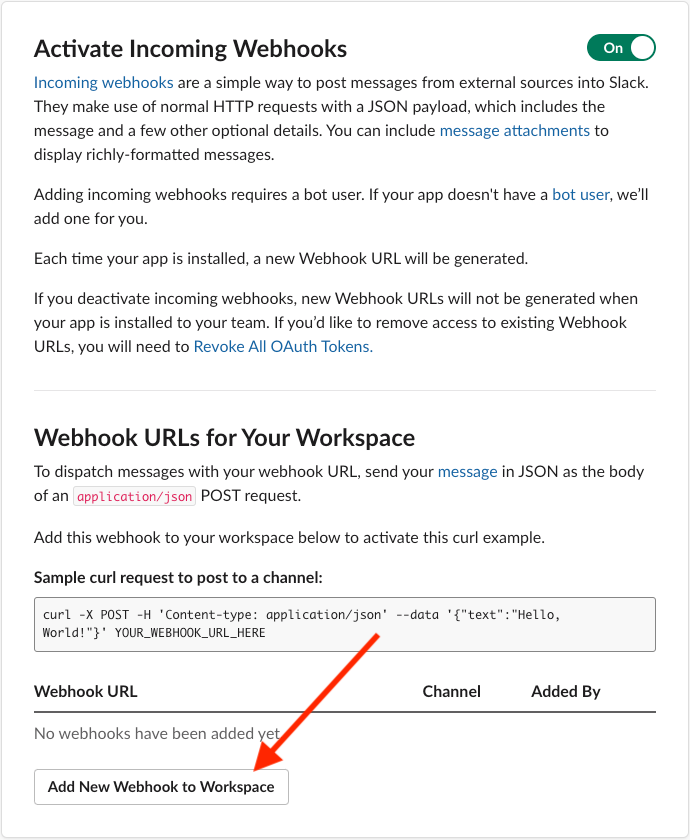 Activate Incoming Webhooks
On
Incoming webhooks are a simple way to post messages from external sources into Slack.
They make use of normal HTTP requests with a JSON payload, which includes the
message and a few other optional details. You can include message attachments to
display richly-formatted messages.
Adding incoming webhooks requires a bot user. If your app doesn't have a bot user, we’ll
add one for you.
Each time your app is installed, a new Webhook URL will be generated.
If you deactivate incoming webhooks, new Webhook URLs will not be generated when
your app is installed to your team. If you’d like to remove access to existing Webhook
URLs, you will need to Revoke All OAuth Tokens.
Webhook URLs for Your Workspace
To dispatch messages with your webhook URL, send your message in JSON as the body
of an application/json POST request.
Add this webhook to your workspace below to activate this curl example.
Sample curl request to post to a channel:
curl -X POST -H 'Content-type: application/json' --data '{"text":"Hello,
World!"}' YOUR_WEBHOOK_URL_HERE
Webhook URL Channel Added By
No webhooks have been added yet
Add New Webhook to Workspace